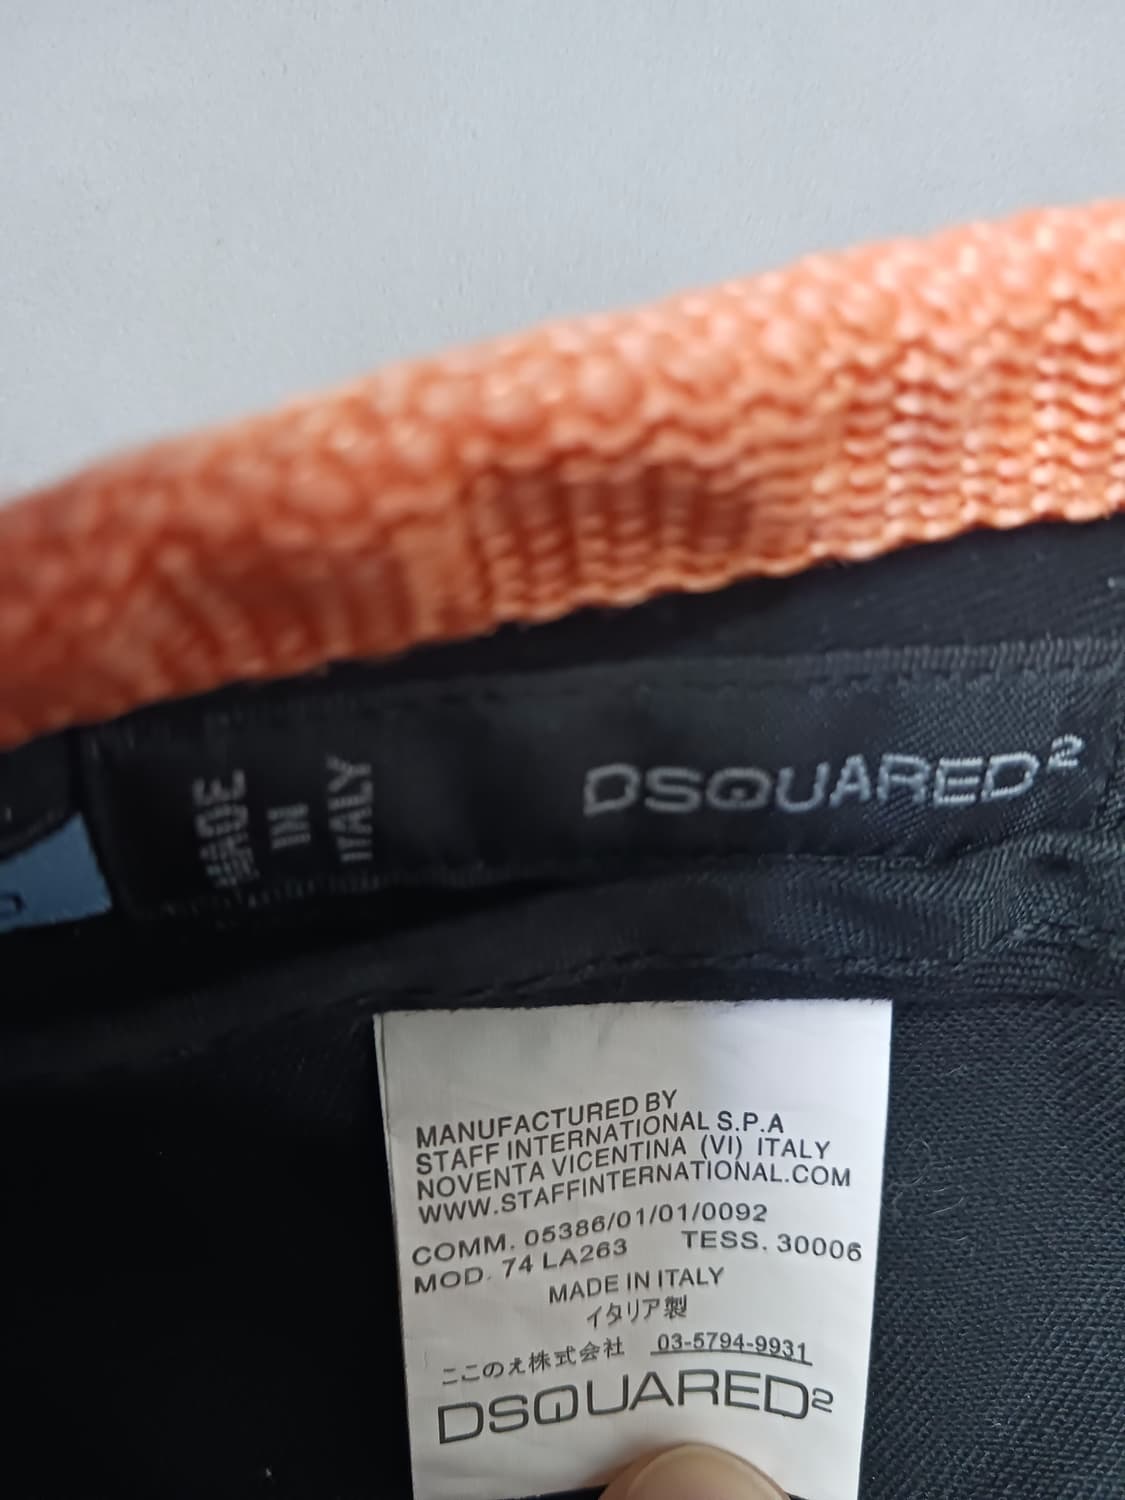 DSQUARED²
MADE
IN
ITALY
MANUFACTURED BY
STAFF INTERNATIONAL S.P.A
NOVENTA VICENTINA (VI) ITALY
WWW.STAFFINTERNATIONAL.COM
COMM. 05386/01/01/0092
MOD. 74 LA263 TESS. 30006
MADE IN ITALY
イタリア製
ここのえ株式会社 03-5794-9931
DSQUARED2